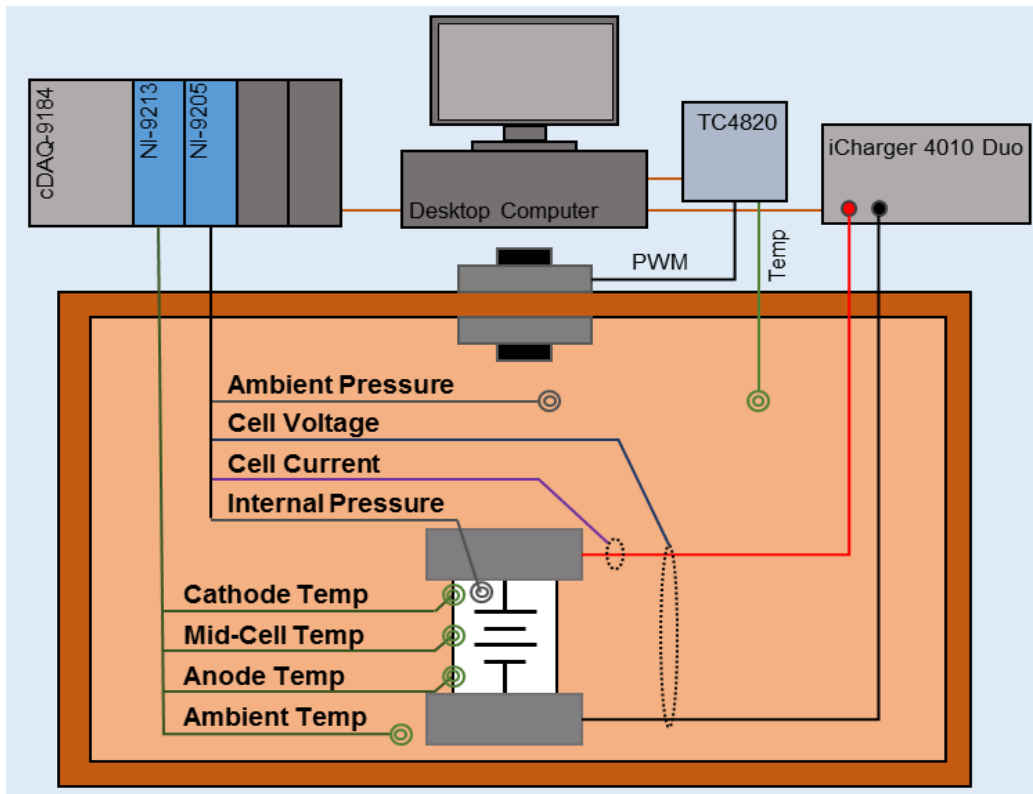 cDAQ-9184
NI-9213
NI-9205
Desktop Computer
TC4820
iCharger 4010 Duo
PWM
Temp
Ambient Pressure
Cell Voltage
Cell Current
Internal Pressure
Cathode Temp
Mid-Cell Temp
Anode Temp
Ambient Temp